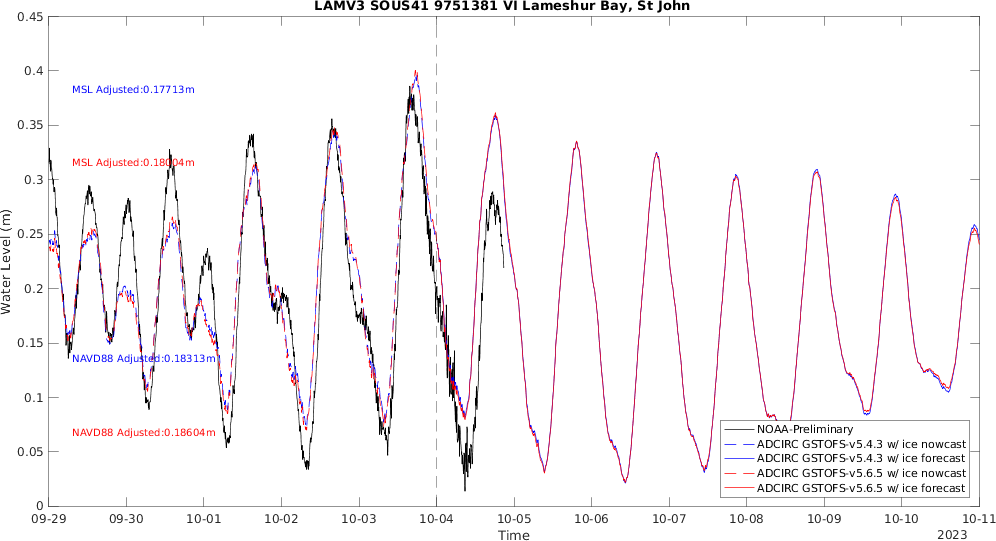 LAMV3 SOUS41 9751381 VI Lameshur Bay, St John
0.45
0.4
0.35
0.3
0.25
0.2
0.15
0.1
0.05
0
Water Level (m)
MSL Adjusted:0.17713m
MSL Adjusted:0.18004m
NAVD88 Adjusted:0.18313m
NAVD88 Adjusted:0.18604m
NOAA-Preliminary
ADCIRC GSTOFS-v5.4.3 w/ ice nowcast
ADCIRC GSTOFS-v5.4.3 w/ ice forecast
ADCIRC GSTOFS-v5.6.5 w/ ice nowcast
ADCIRC GSTOFS-v5.6.5 w/ ice forecast
09-29 09-30 10-01 10-02 10-03 10-04 10-05 10-06 10-07 10-08 10-09 10-10 10-11
Time
2023